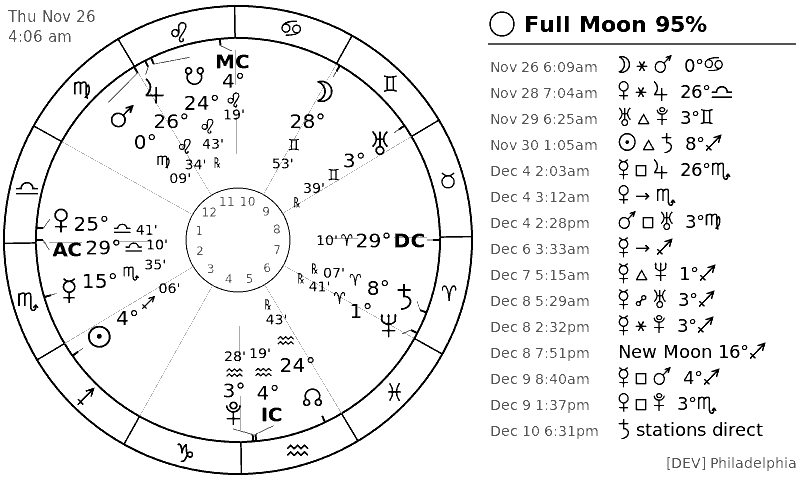 Thu Nov 26
4:06 am
MC
4°
♌
19'
☋
24°
♌
43'
℞
♃
26°
♌
34'
♂
0°
♍
09'
☽
28°
♊
53'
♅
3°
♊
39'
℞
♀ 25° ♎ 41'
AC 29° ♎ 10'
☿ 15° ♏ 35'
☉ 4° ♐ 06'
10' ♈ 29° DC
℞ 07' ♈ 8° ♄
℞ 41' ♈ 1° ♆
℞
43'
♒
24°
☊
28' 19'
♒ ♒
3° 4°
♇ IC
♋
♊
♉
♈
♓
♒
♑
♐
♏
♎
♍
♌
1
2
3
4
5
6
7
8
9
10
11
12
Full Moon 95%
Nov 26 6:09am ☽ ⚹ ♂ 0°♋
Nov 28 7:04am ♀ ⚹ ♃ 26°♎
Nov 29 6:25am ♅ △ ♇ 3°♊
Nov 30 1:05am ☉ △ ♄ 8°♐
Dec 4 2:03am ☿ □ ♃ 26°♏
Dec 4 3:12am ♀ → ♏
Dec 4 2:28pm ♂ □ ♅ 3°♍
Dec 6 3:33am ☿ → ♐
Dec 7 5:15am ☿ △ ♆ 1°♐
Dec 8 5:29am ☿ ☍ ♅ 3°♐
Dec 8 2:32pm ☿ ⚹ ♇ 3°♐
Dec 8 7:51pm New Moon 16°♐
Dec 9 8:40am ☿ □ ♂ 4°♐
Dec 9 1:37pm ♀ □ ♇ 3°♏
Dec 10 6:31pm ♄ stations direct
[DEV] Philadelphia